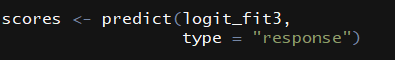 scores <- predict(logit_fit3,
                  type = "response")